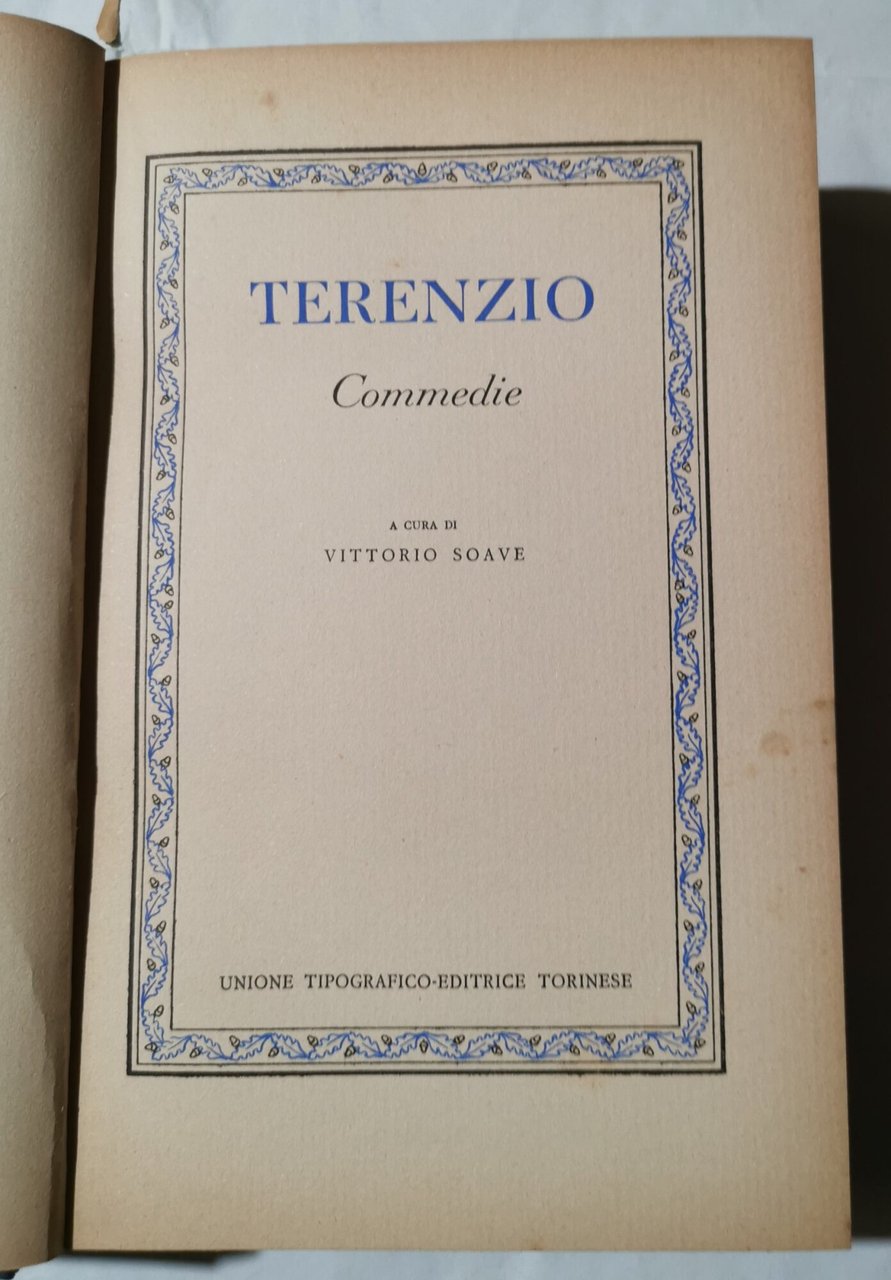 TERENZIO
Commedie
A CURA DI
VITTORIO SOAVE
UNIONE TIPOGRAFICO-EDITRICE TORINESE